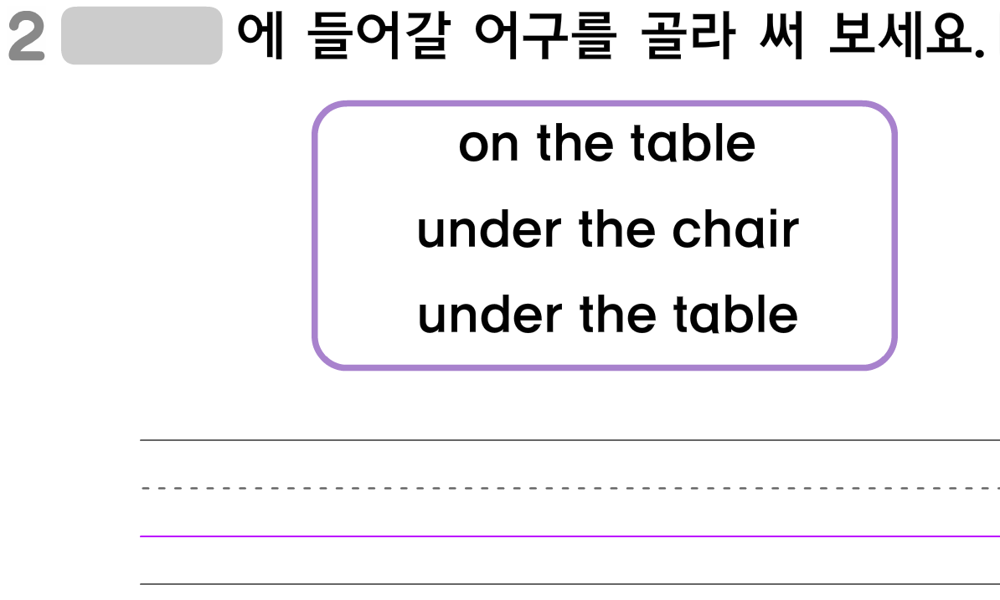 2 에 들어갈 어구를 골라 써 보세요.
on the table
under the chair
under the table